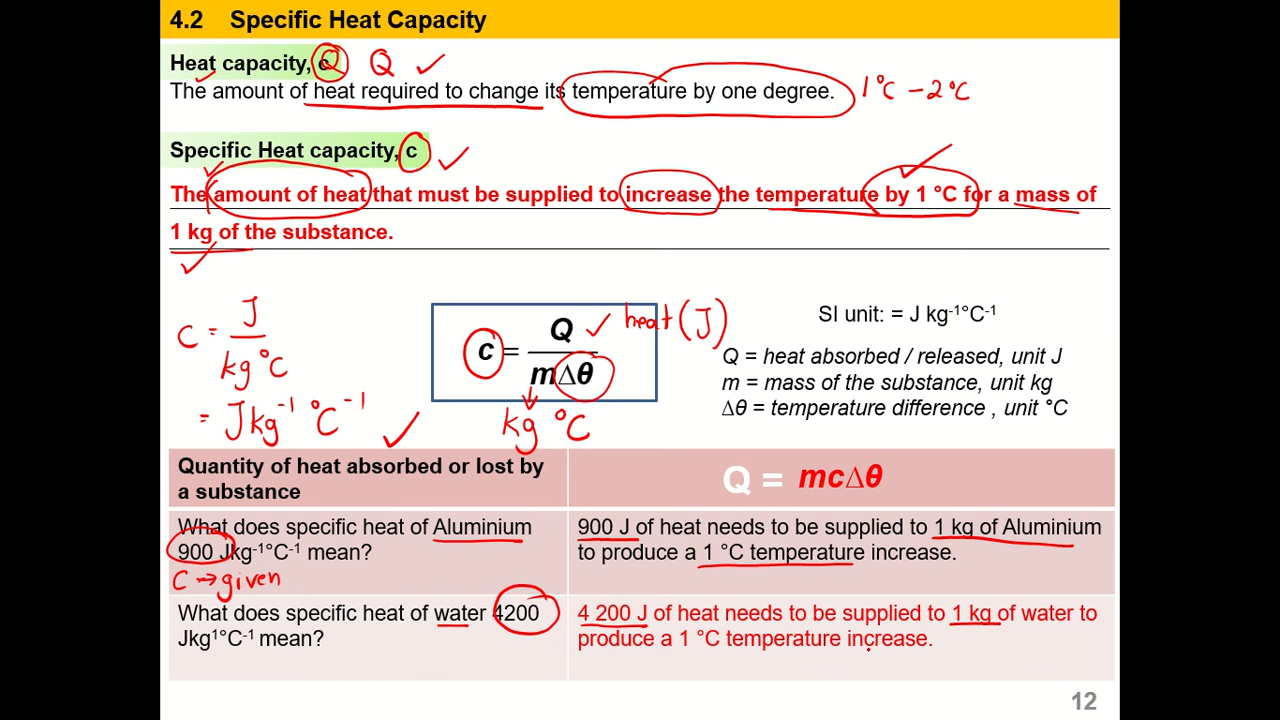 4.2 Specific Heat Capacity
Heat capacity, c Q Q
The amount of heat required to change its temperature by one degree. 1°C - 2°C
Specific Heat capacity, c
The amount of heat that must be supplied to increase the temperature by 1 °C for a mass of
1 kg of the substance.
c = J / kg °C
= Jkg⁻¹ °C⁻¹
c = Q / mΔθ
heat (J)
kg °C
SI unit: = J kg⁻¹°C⁻¹
Q = heat absorbed / released, unit J
m = mass of the substance, unit kg
Δθ = temperature difference , unit °C
Quantity of heat absorbed or lost by
a substance
Q = mcΔθ
What does specific heat of Aluminium
900 Jkg⁻¹°C⁻¹ mean?
C → given
900 J of heat needs to be supplied to 1 kg of Aluminium
to produce a 1 °C temperature increase.
What does specific heat of water 4200
Jkg¹°C⁻¹ mean?
4 200 J of heat needs to be supplied to 1 kg of water to
produce a 1 °C temperature increase.
12